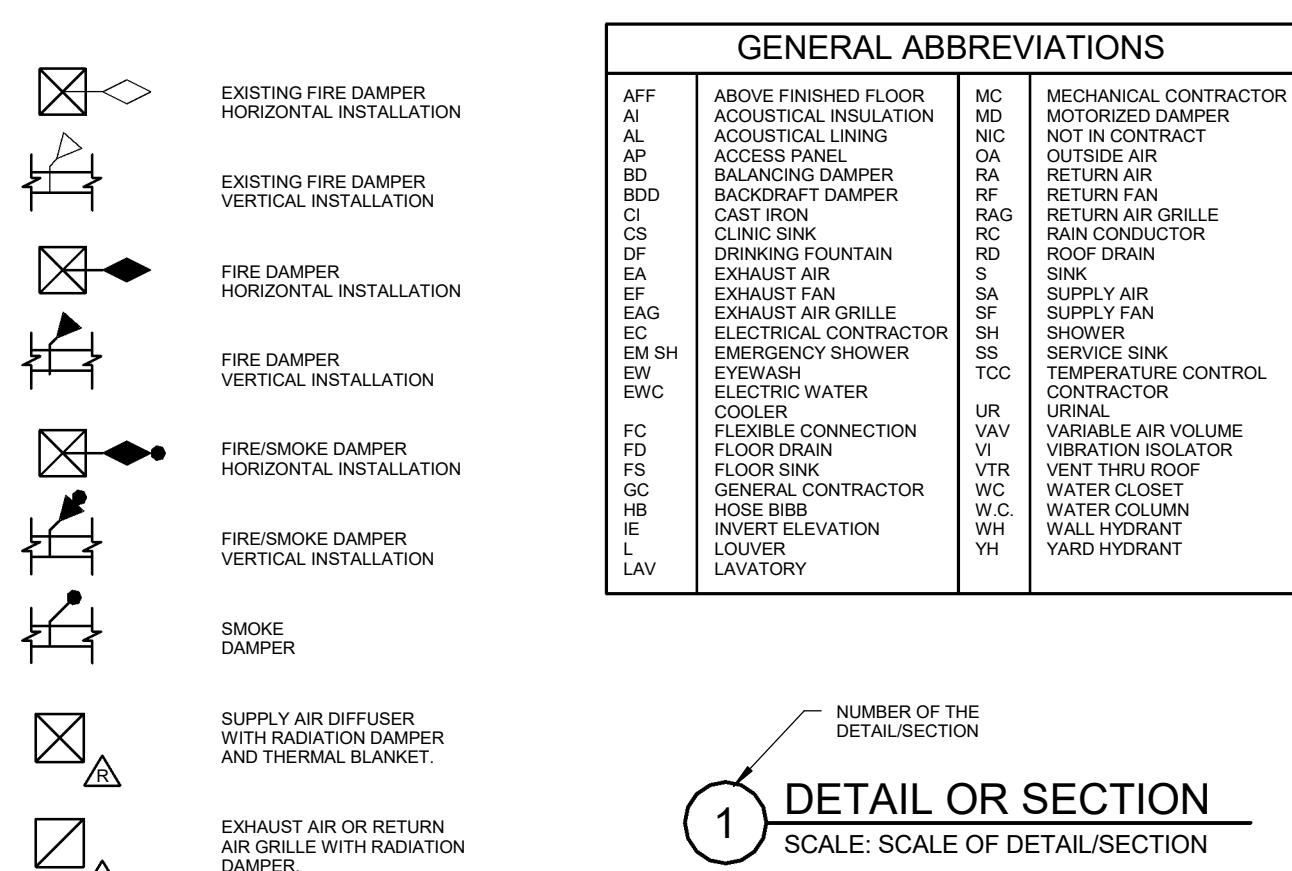 EXISTING FIRE DAMPER
HORIZONTAL INSTALLATION
EXISTING FIRE DAMPER
VERTICAL INSTALLATION
FIRE DAMPER
HORIZONTAL INSTALLATION
FIRE DAMPER
VERTICAL INSTALLATION
FIRE/SMOKE DAMPER
HORIZONTAL INSTALLATION
FIRE/SMOKE DAMPER
VERTICAL INSTALLATION
SMOKE
DAMPER
SUPPLY AIR DIFFUSER
WITH RADIATION DAMPER
AND THERMAL BLANKET.
R
EXHAUST AIR OR RETURN
AIR GRILLE WITH RADIATION
DAMPER.
GENERAL ABBREVIATIONS
AFF ABOVE FINISHED FLOOR
AI ACOUSTICAL INSULATION
AL ACOUSTICAL LINING
AP ACCESS PANEL
BD BALANCING DAMPER
BDD BACKDRAFT DAMPER
CI CAST IRON
CS CLINIC SINK
DF DRINKING FOUNTAIN
EA EXHAUST AIR
EF EXHAUST FAN
EAG EXHAUST AIR GRILLE
EC ELECTRICAL CONTRACTOR
EM SH EMERGENCY SHOWER
EW EYEWASH
EWC ELECTRIC WATER
COOLER
FC FLEXIBLE CONNECTION
FD FLOOR DRAIN
FS FLOOR SINK
GC GENERAL CONTRACTOR
HB HOSE BIBB
IE INVERT ELEVATION
L LOUVER
LAV LAVATORY
MC MECHANICAL CONTRACTOR
MD MOTORIZED DAMPER
NIC NOT IN CONTRACT
OA OUTSIDE AIR
RA RETURN AIR
RF RETURN FAN
RAG RETURN AIR GRILLE
RC RAIN CONDUCTOR
RD ROOF DRAIN
S SINK
SA SUPPLY AIR
SF SUPPLY FAN
SH SHOWER
SS SERVICE SINK
TCC TEMPERATURE CONTROL
CONTRACTOR
UR URINAL
VAV VARIABLE AIR VOLUME
VI VIBRATION ISOLATOR
VTR VENT THRU ROOF
WC WATER CLOSET
W.C. WATER COLUMN
WH WALL HYDRANT
YH YARD HYDRANT
NUMBER OF THE
DETAIL/SECTION
1 DETAIL OR SECTION
SCALE: SCALE OF DETAIL/SECTION